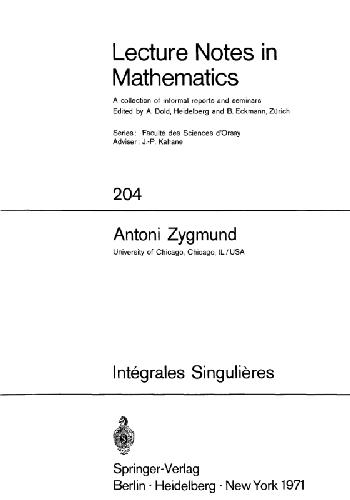 Lecture Notes in
Mathematics
A collection of informal reports and seminars
Edited by A. Dold, Heidelberg and B. Eckmann, Zürich
Series: Faculté des Sciences d'Orsay
Adviser: J.-P. Kahane
204
Antoni Zygmund
University of Chicago, Chicago, IL/USA
Intégrales Singulières
Springer-Verlag
Berlin · Heidelberg · New York 1971